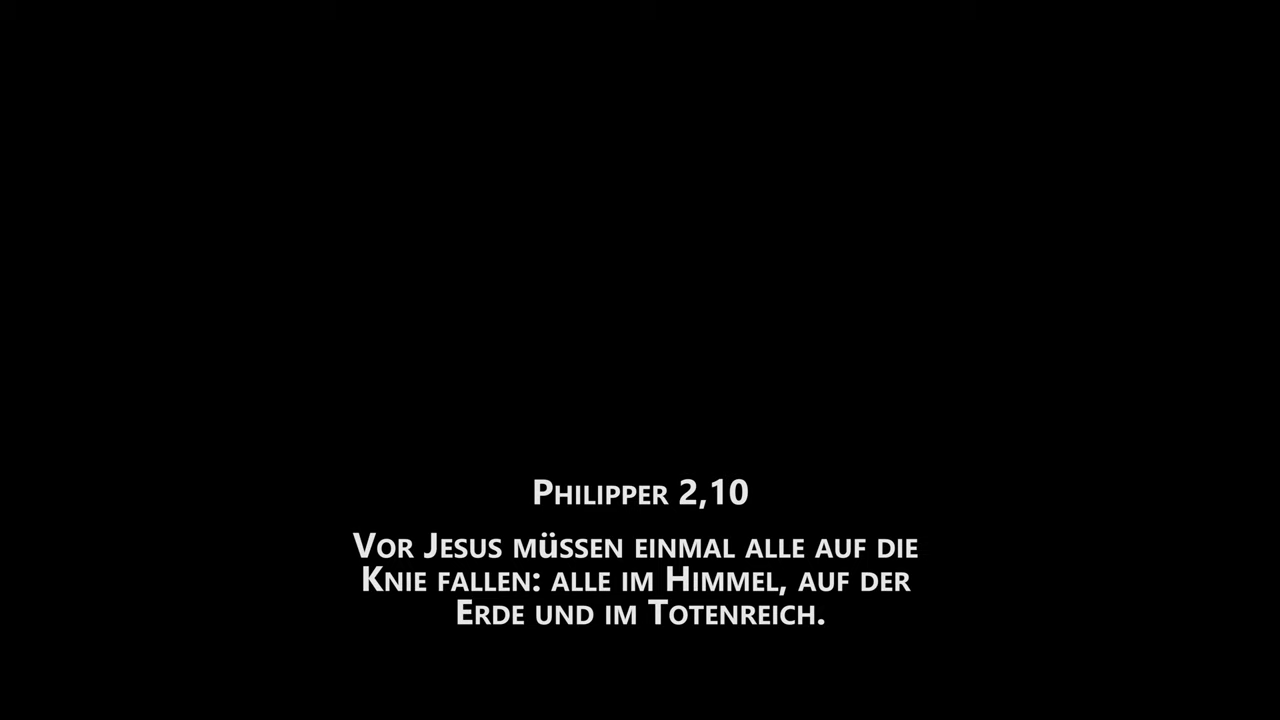 Philipper 2,10
Vor Jesus müssen einmal alle auf die
Knie fallen: alle im Himmel, auf der
Erde und im Totenreich.